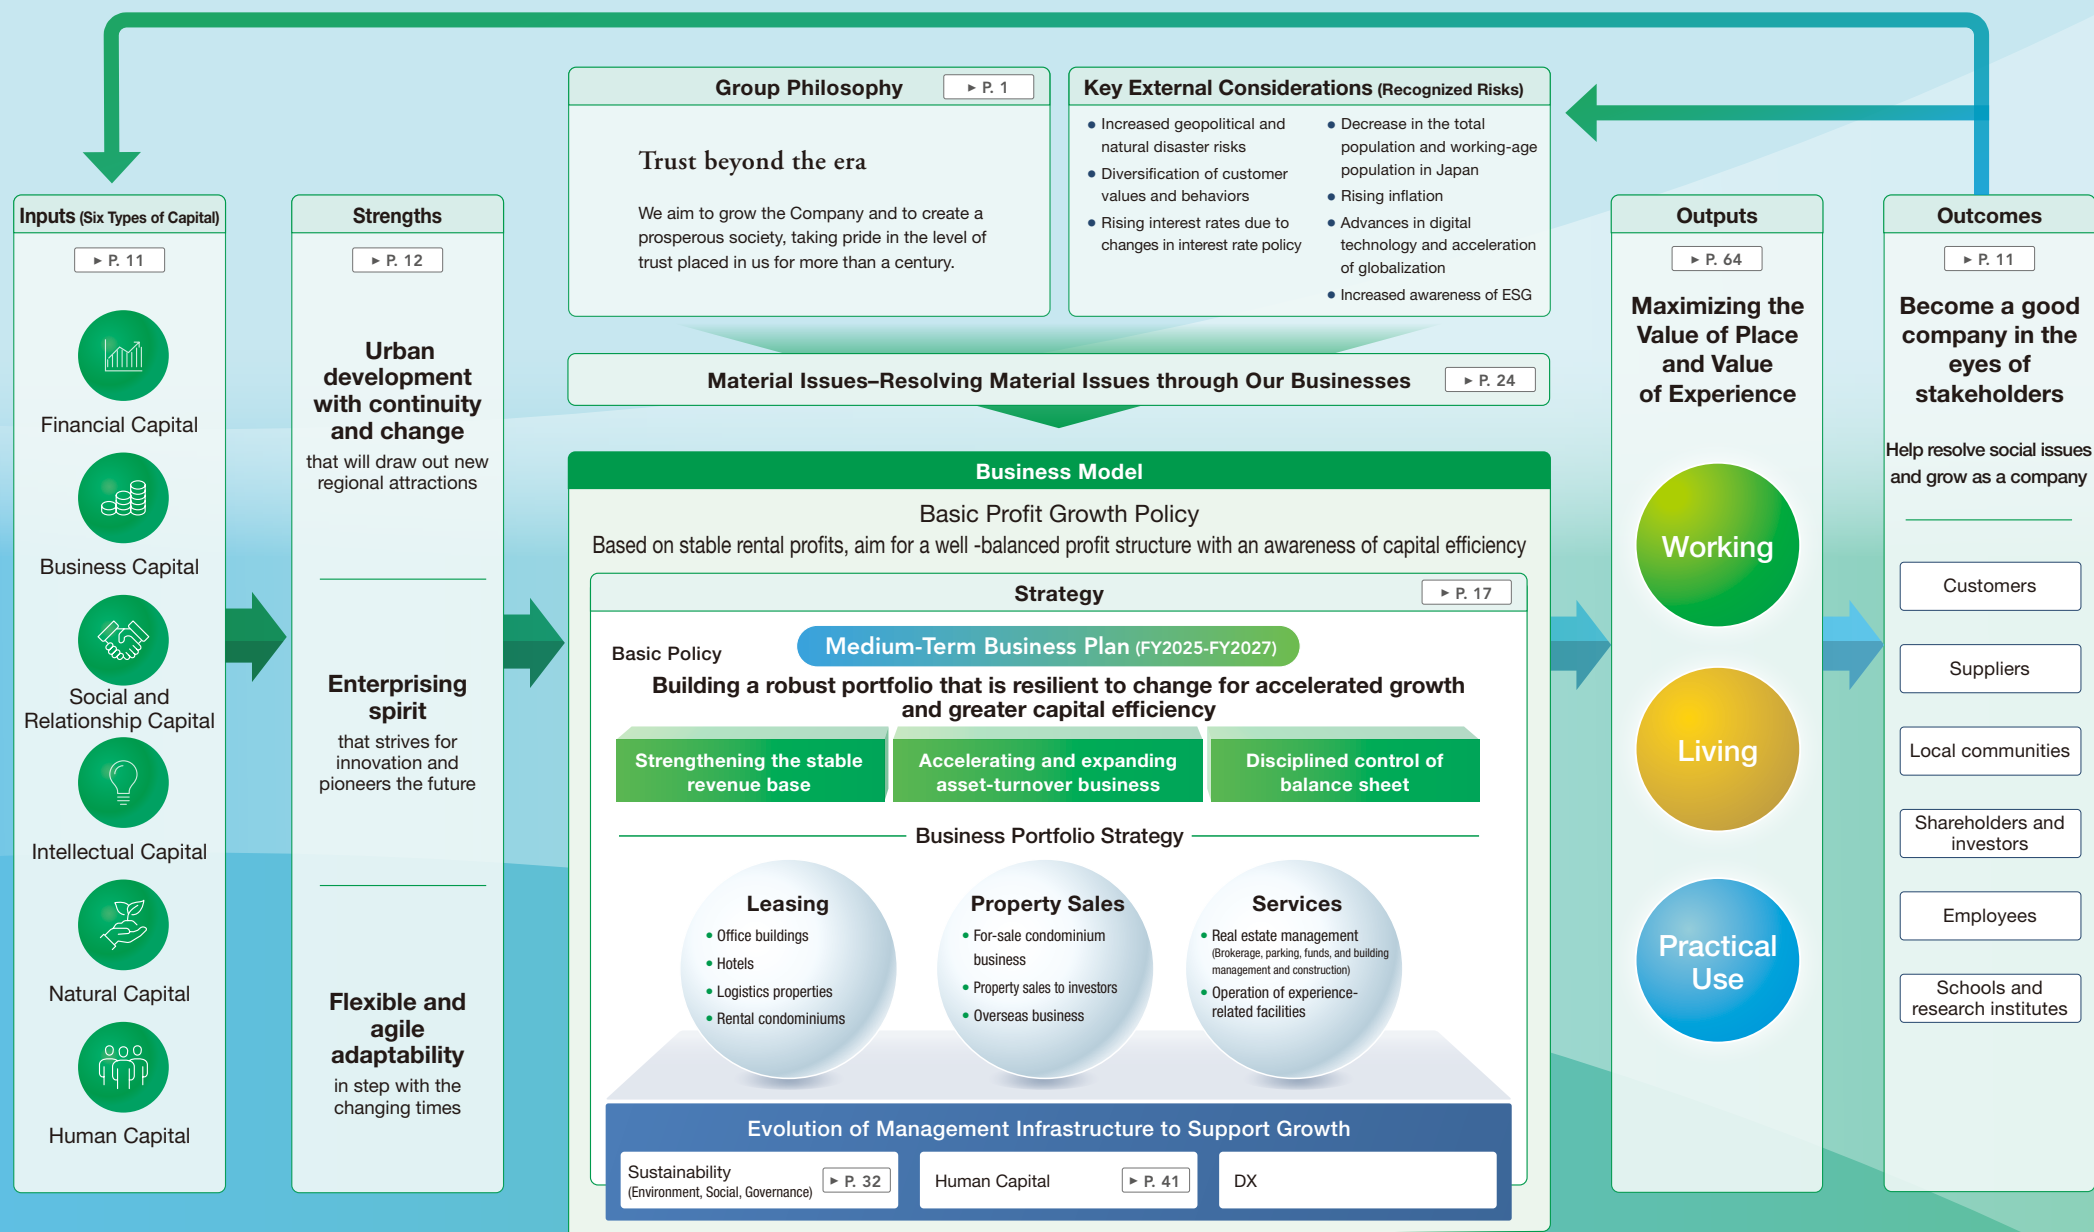 Group Philosophy
► P. 1
Trust beyond the era
We aim to grow the Company and to create a
prosperous society, taking pride in the level of
trust placed in us for more than a century.
Key External Considerations (Recognized Risks)
• Increased geopolitical and
natural disaster risks
• Diversification of customer
values and behaviors
• Rising interest rates due to
changes in interest rate policy
• Decrease in the total
population and working-age
population in Japan
• Rising inflation
• Advances in digital
technology and acceleration
of globalization
• Increased awareness of ESG
Inputs (Six Types of Capital)
► P. 11
Financial Capital
Business Capital
Social and
Relationship Capital
Intellectual Capital
Natural Capital
Human Capital
Strengths
► P. 12
Urban
development
with continuity
and change
that will draw out new
regional attractions
Enterprising
spirit
that strives for
innovation and
pioneers the future
Flexible and
agile
adaptability
in step with the
changing times
Material Issues–Resolving Material Issues through Our Businesses
► P. 24
Business Model
Basic Profit Growth Policy
Based on stable rental profits, aim for a well -balanced profit structure with an awareness of capital efficiency
Strategy
► P. 17
Basic Policy
Medium-Term Business Plan (FY2025-FY2027)
Building a robust portfolio that is resilient to change for accelerated growth
and greater capital efficiency
Strengthening the stable
revenue base
Accelerating and expanding
asset-turnover business
Disciplined control of
balance sheet
Business Portfolio Strategy
Leasing
• Office buildings
• Hotels
• Logistics properties
• Rental condominiums
Property Sales
• For-sale condominium
business
• Property sales to investors
• Overseas business
Services
• Real estate management
(Brokerage, parking, funds, and building
management and construction)
• Operation of experience-
related facilities
Evolution of Management Infrastructure to Support Growth
Sustainability
(Environment, Social, Governance)
► P. 32
Human Capital
► P. 41
DX
Outputs
► P. 64
Maximizing the
Value of Place
and Value
of Experience
Working
Living
Practical
Use
Outcomes
► P. 11
Become a good
company in the
eyes of
stakeholders
Help resolve social issues
and grow as a company
Customers
Suppliers
Local communities
Shareholders and
investors
Employees
Schools and
research institutes